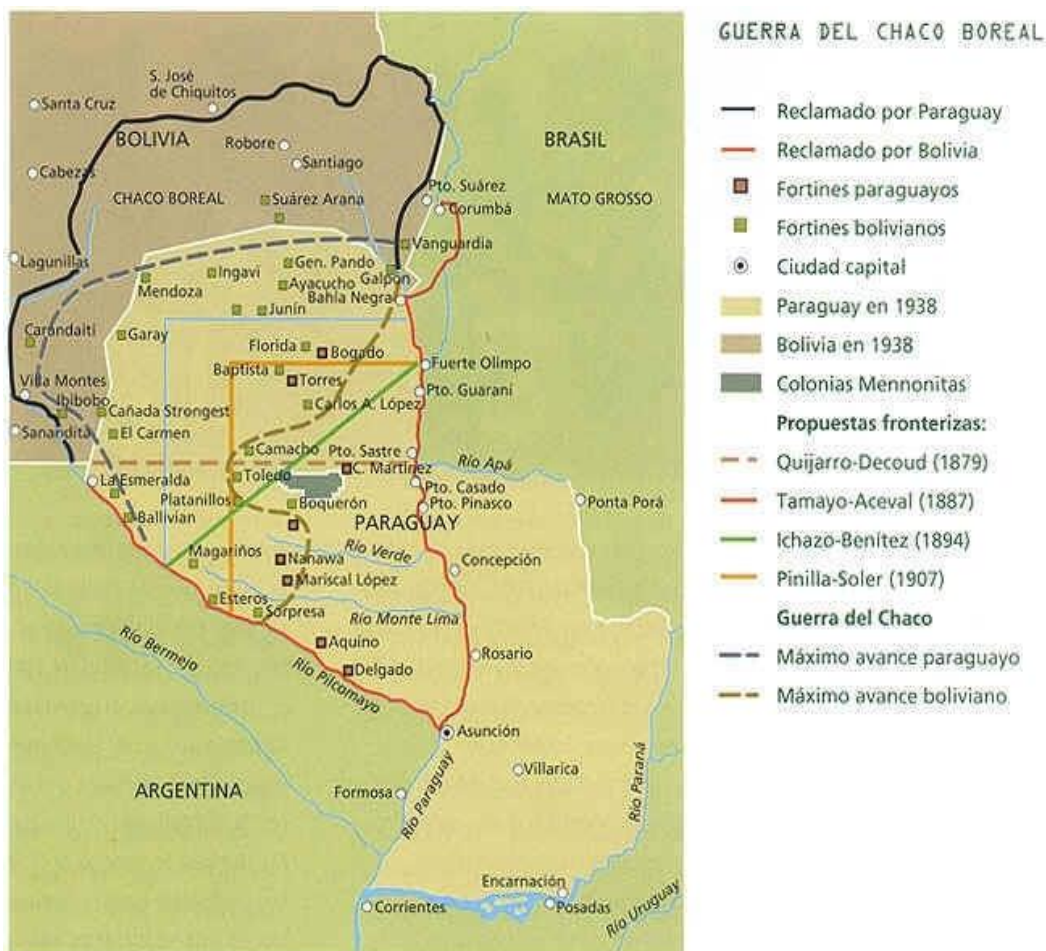 GUERRA DEL CHACO BOREAL
Reclamado por Paraguay
Reclamado por Bolivia
Fortines paraguayos
Fortines bolivianos
Ciudad capital
Paraguay en 1938
Bolivia en 1938
Colonias Mennonitas
Propuestas fronterizas:
Quijarro-Decoud (1879)
Tamayo-Aceval (1887)
Ichazo-Benítez (1894)
Pinilla-Soler (1907)
Guerra del Chaco
Máximo avance paraguayo
Máximo avance boliviano
S. José
de Chiquitos
Santa Cruz
BOLIVIA
Robore
BRASIL
Cabezas
Santiago
CHACO BOREAL
Suárez Arana
Pto. Suárez
Corumbá
MATO GROSSO
Vanguardia
Lagunillas
Ingavi
Gen. Pando
Galpón
Mendoza
Ayacucho
Bahía Negra
Junín
Garay
Carandaiti
Florida
Bogado
Baptista
Fuerte Olimpo
Torres
Villa Montes
Pto. Guaraní
Ibibobo
Cañada Strongest
Carlos A. López
Sanandità
El Carmen
Camacho
Pto. Sastre
C. Martínez
Río Apá
La Esmeralda
Toledo
Pto. Casado
Platanillos
Boquerón
Pto. Pinasco
Ponta Porá
Ballivian
PARAGUAY
Magariños
Río Verde
Nanawa
Concepción
Mariscal López
Esteros
Sorpresa
Río Monte Lima
Río Bermejo
Aquino
Rosario
Río Pilcomayo
Delgado
Asunción
Villarica
ARGENTINA
Formosa
Río Paraguay
Río Paraná
Encarnación
Corrientes
Posadas
Río Uruguay